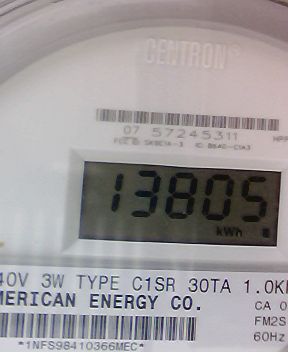 CENTRON®
07 57245311
13805
kWh
40V 3W TYPE C1SR 30TA 1.0K
MERICAN ENERGY CO.
CA 0
FM2S
60Hz
*1NFS98410366MEC*